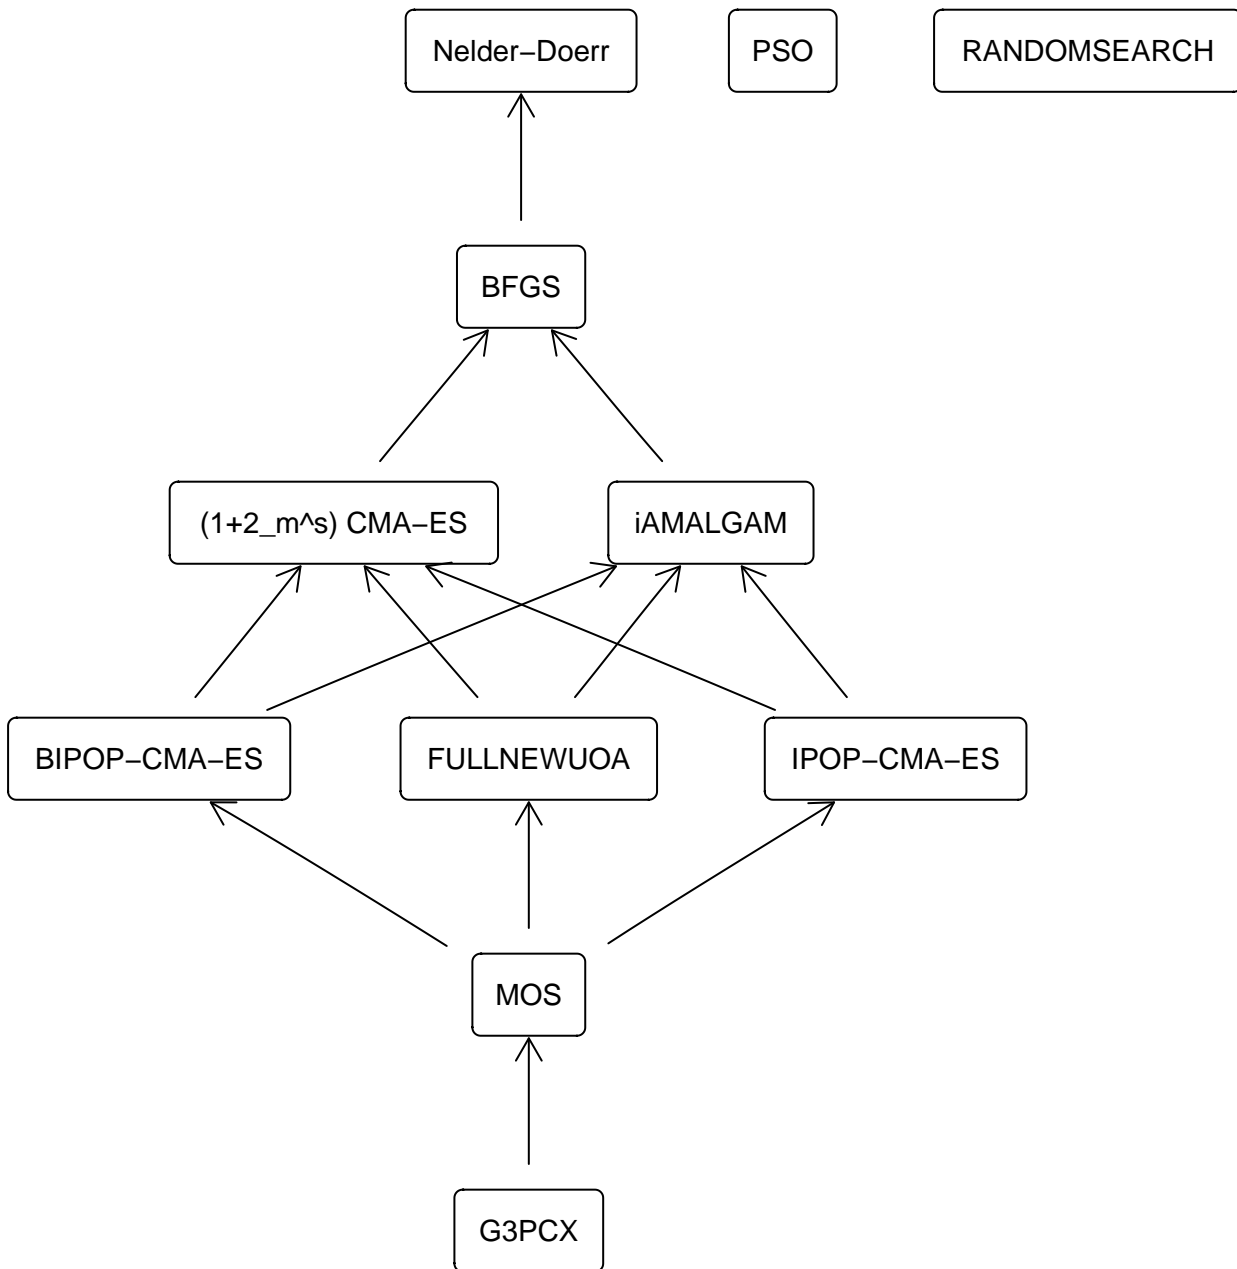 Nelder−Doerr
PSO
RANDOMSEARCH
BFGS
(1+2_m^s) CMA−ES
iAMALGAM
BIPOP−CMA−ES
FULLNEWUOA
IPOP−CMA−ES
MOS
G3PCX